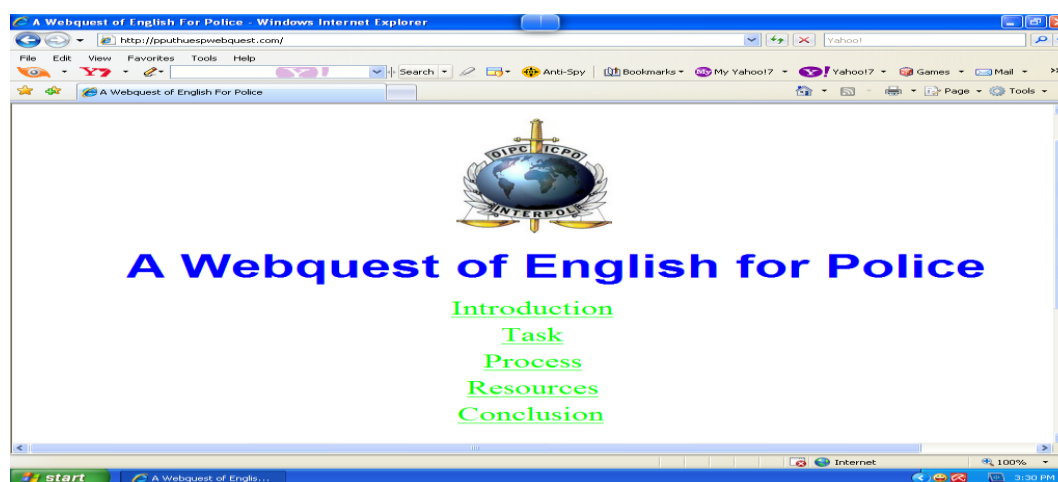 A Webquest of English For Police - Windows Internet Explorer
http://pputhuespwebquest.com/
Yahoo!
File Edit View Favorites Tools Help
Y7 Y! Search Anti-Spy Bookmarks My Yahoo!7 Yahoo!7 Games Mail
A Webquest of English For Police Page Tools
OIPC ICPO
INTERPOL
A Webquest of English for Police
Introduction
Task
Process
Resources
Conclusion
Internet 100%
start A Webquest of Englis... 3:30 PM